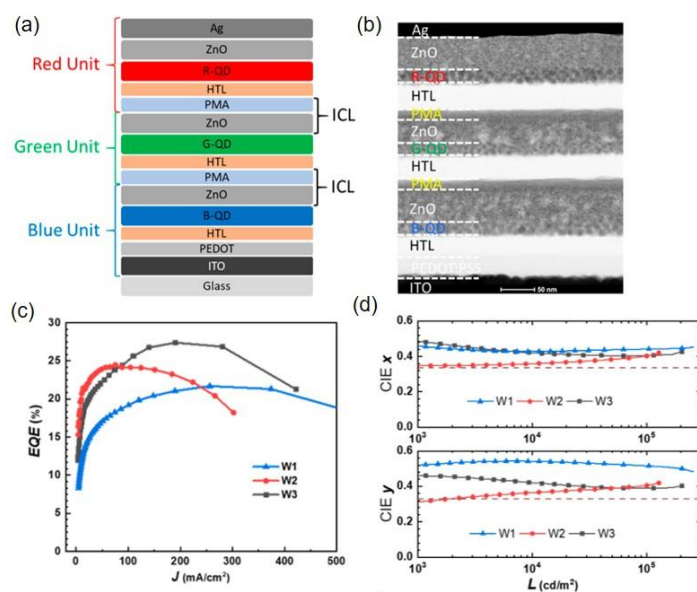 (a)
Ag
ZnO
Red Unit
R-QD
HTL
PMA
ICL
ZnO
Green Unit
G-QD
HTL
PMA
ICL
ZnO
Blue Unit
B-QD
HTL
PEDOT
ITO
Glass
(b)
Ag
ZnO
R-QD
HTL
PMA
ZnO
G-QD
HTL
PMA
ZnO
B-QD
HTL
PEDOT:PSS
ITO
50 nm
(c)
30
25
20
15
10
5
0
EQE (%)
W1
W2
W3
0 100 200 300 400 500
J (mA/cm²)
(d)
0.6
0.4
0.2
0.0
CIE x
W1 W2 W3
10³ 10⁴ 10⁵
0.6
0.4
0.2
0.0
CIE y
W1 W2 W3
10³ 10⁴ 10⁵
L (cd/m²)